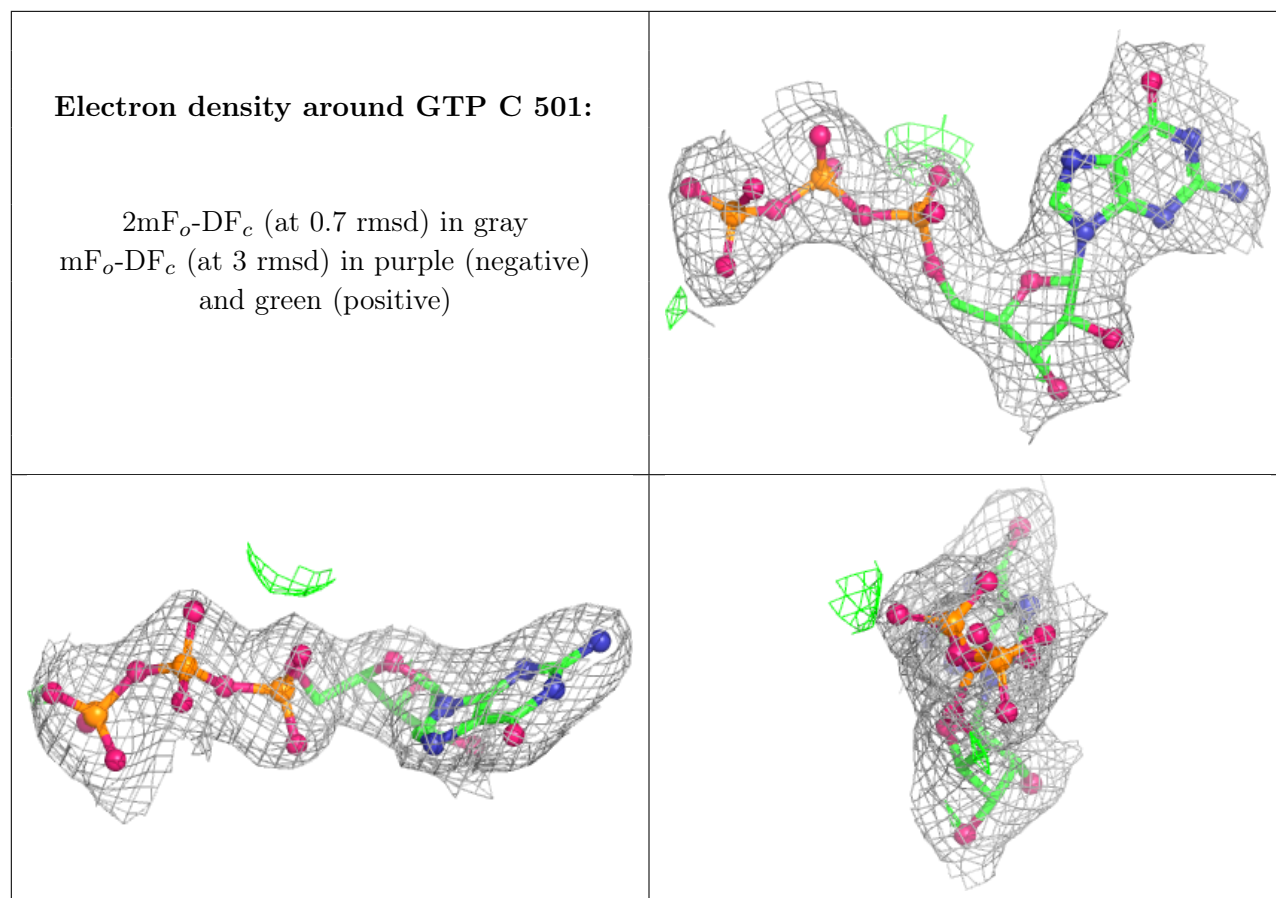 Electron density around GTP C 501:
2mFₒ-DF𝒸 (at 0.7 rmsd) in gray
mFₒ-DF𝒸 (at 3 rmsd) in purple (negative)
and green (positive)